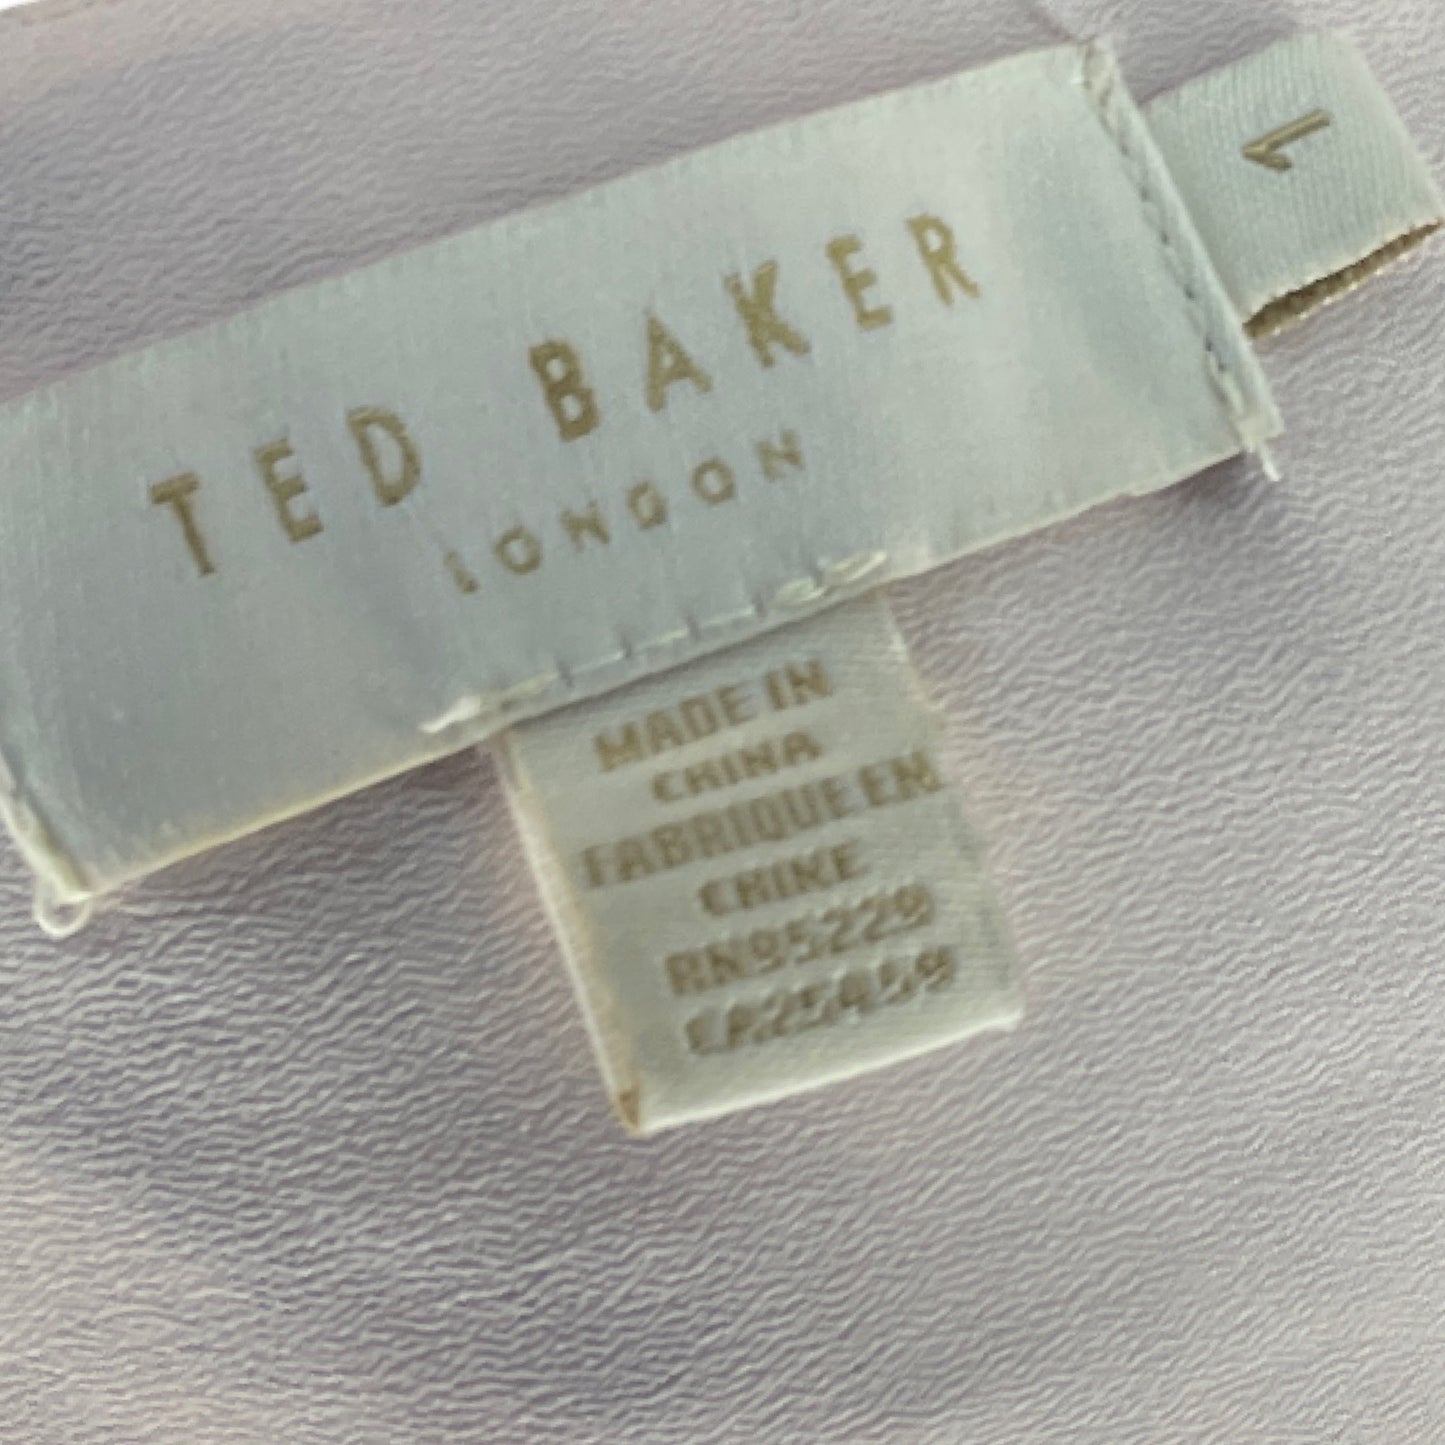 TED BAKER
LONDON
1
MADE IN
CHINA
FABRIQUE EN
CHINE
RN95229
CA25459